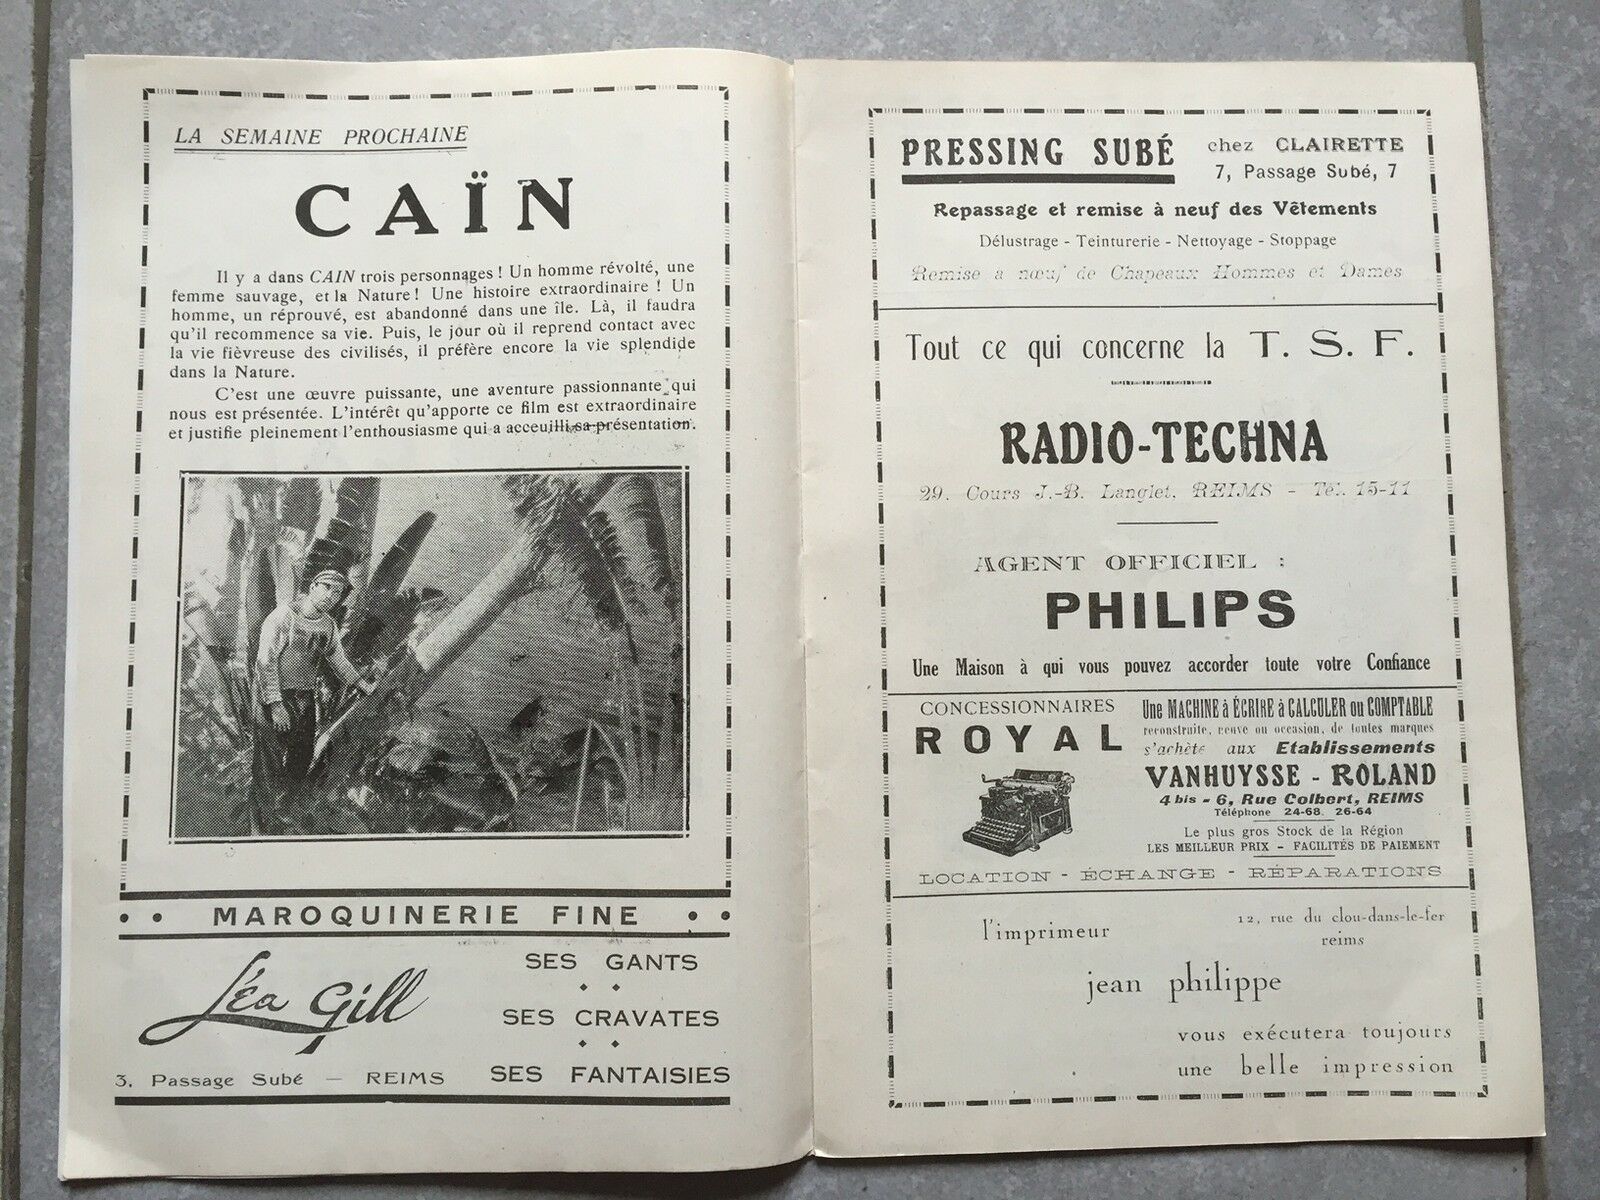 LA SEMAINE PROCHAINE
CAÏN
Il y a dans CAIN trois personnages ! Un homme révolté, une
femme sauvage, et la Nature ! Une histoire extraordinaire ! Un
homme, un réprouvé, est abandonné dans une île. Là, il faudra
qu'il recommence sa vie. Puis, le jour où il reprend contact avec
la vie fièvreuse des civilisés, il préfère encore la vie splendide
dans la Nature.
C'est une œuvre puissante, une aventure passionnante qui
nous est présentée. L'intérêt qu'apporte ce film est extraordinaire
et justifie pleinement l'enthousiasme qui a acceuilli sa présentation.
MAROQUINERIE FINE
Léa Gill
3, Passage Subé — REIMS
SES GANTS
SES CRAVATES
SES FANTAISIES
PRESSING SUBÉ
chez CLAIRETTE
7, Passage Subé, 7
Repassage et remise à neuf des Vêtements
Délustrage - Teinturerie - Nettoyage - Stoppage
Remise a nœuf de Chapeaux Hommes et Dames
Tout ce qui concerne la T. S. F.
RADIO-TECHNA
29, Cours J.-B. Langlet, REIMS - Tél. 15-11
AGENT OFFICIEL :
PHILIPS
Une Maison à qui vous pouvez accorder toute votre Confiance
CONCESSIONNAIRES
ROYAL
Une MACHINE à ÉCRIRE à CALCULER ou COMPTABLE
reconstruite, neuve ou occasion, de toutes marques
s'achète aux Etablissements
VANHUYSSE - ROLAND
4 bis - 6, Rue Colbert, REIMS
Téléphone 24-68 26-64
Le plus gros Stock de la Région
LES MEILLEUR PRIX - FACILITÉS DE PAIEMENT
LOCATION - ÉCHANGE - RÉPARATIONS
l'imprimeur
12, rue du clou-dans-le-fer
reims
jean philippe
vous exécutera toujours
une belle impression